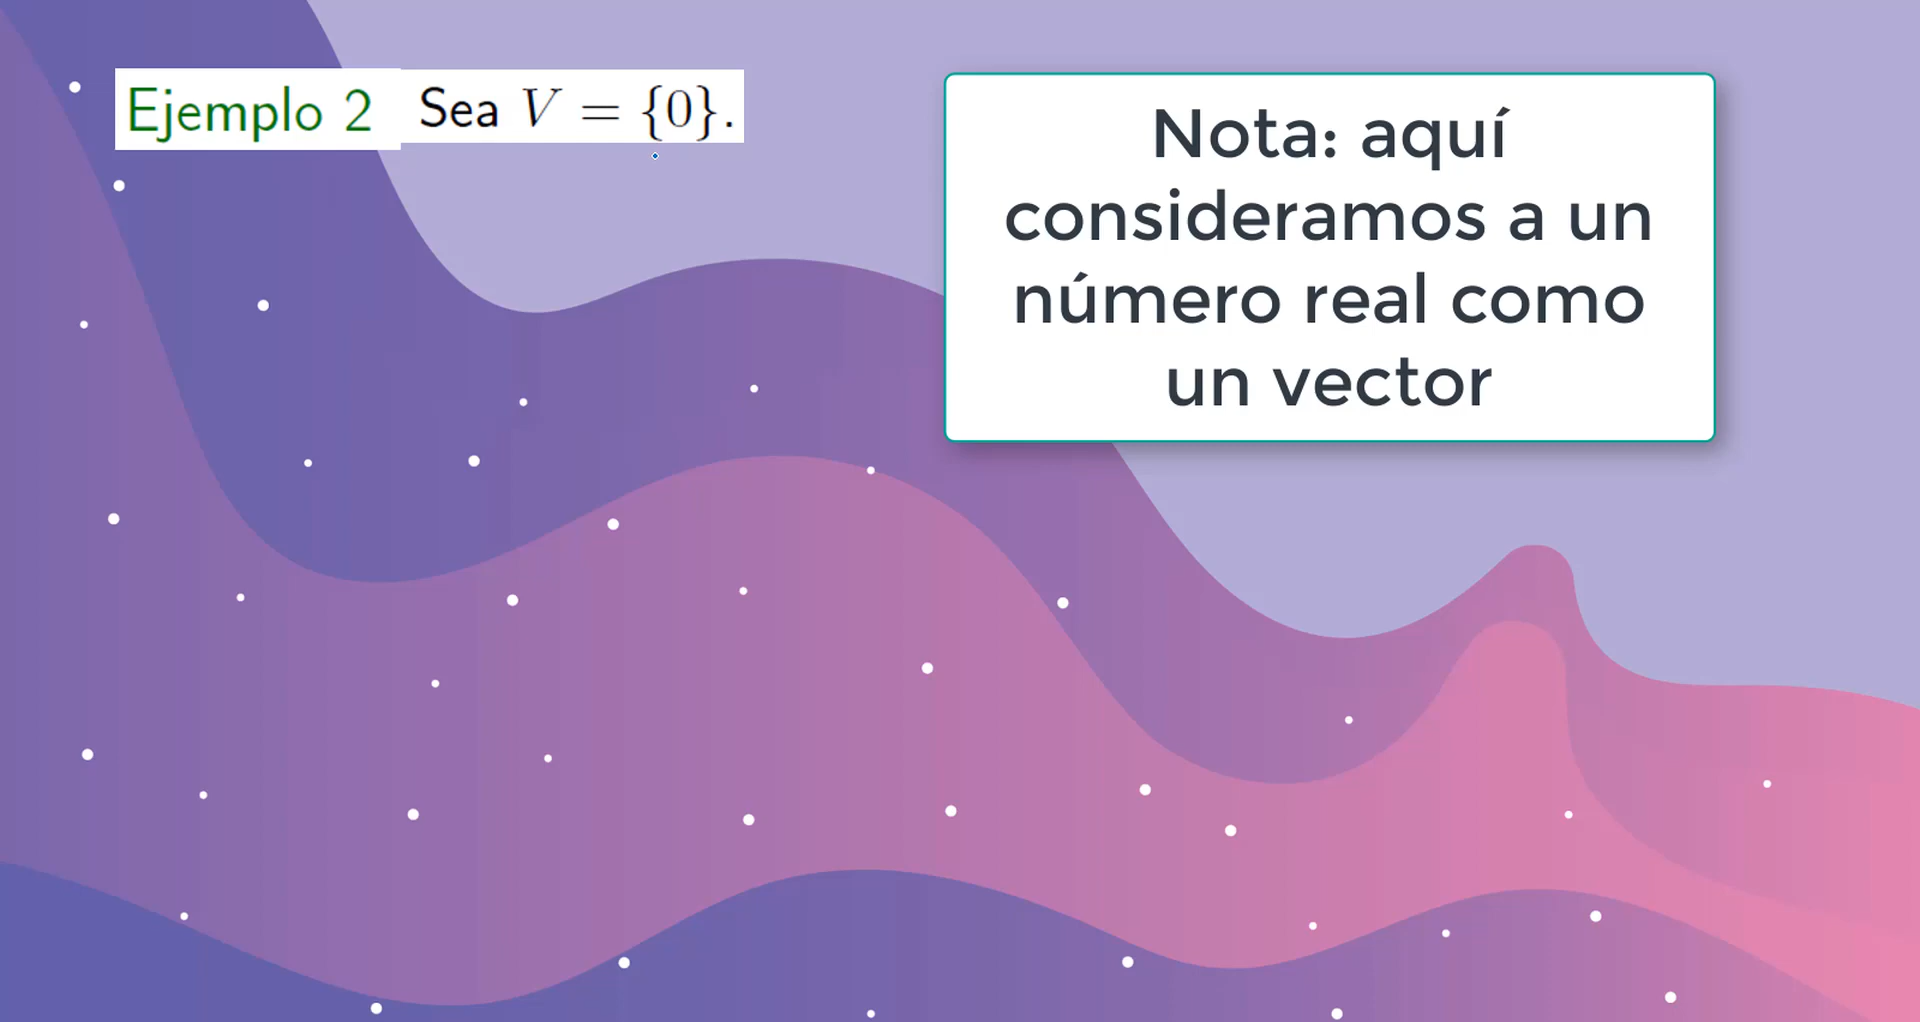 Ejemplo 2 Sea V = {0}.
Nota: aquí
consideramos a un
número real como
un vector